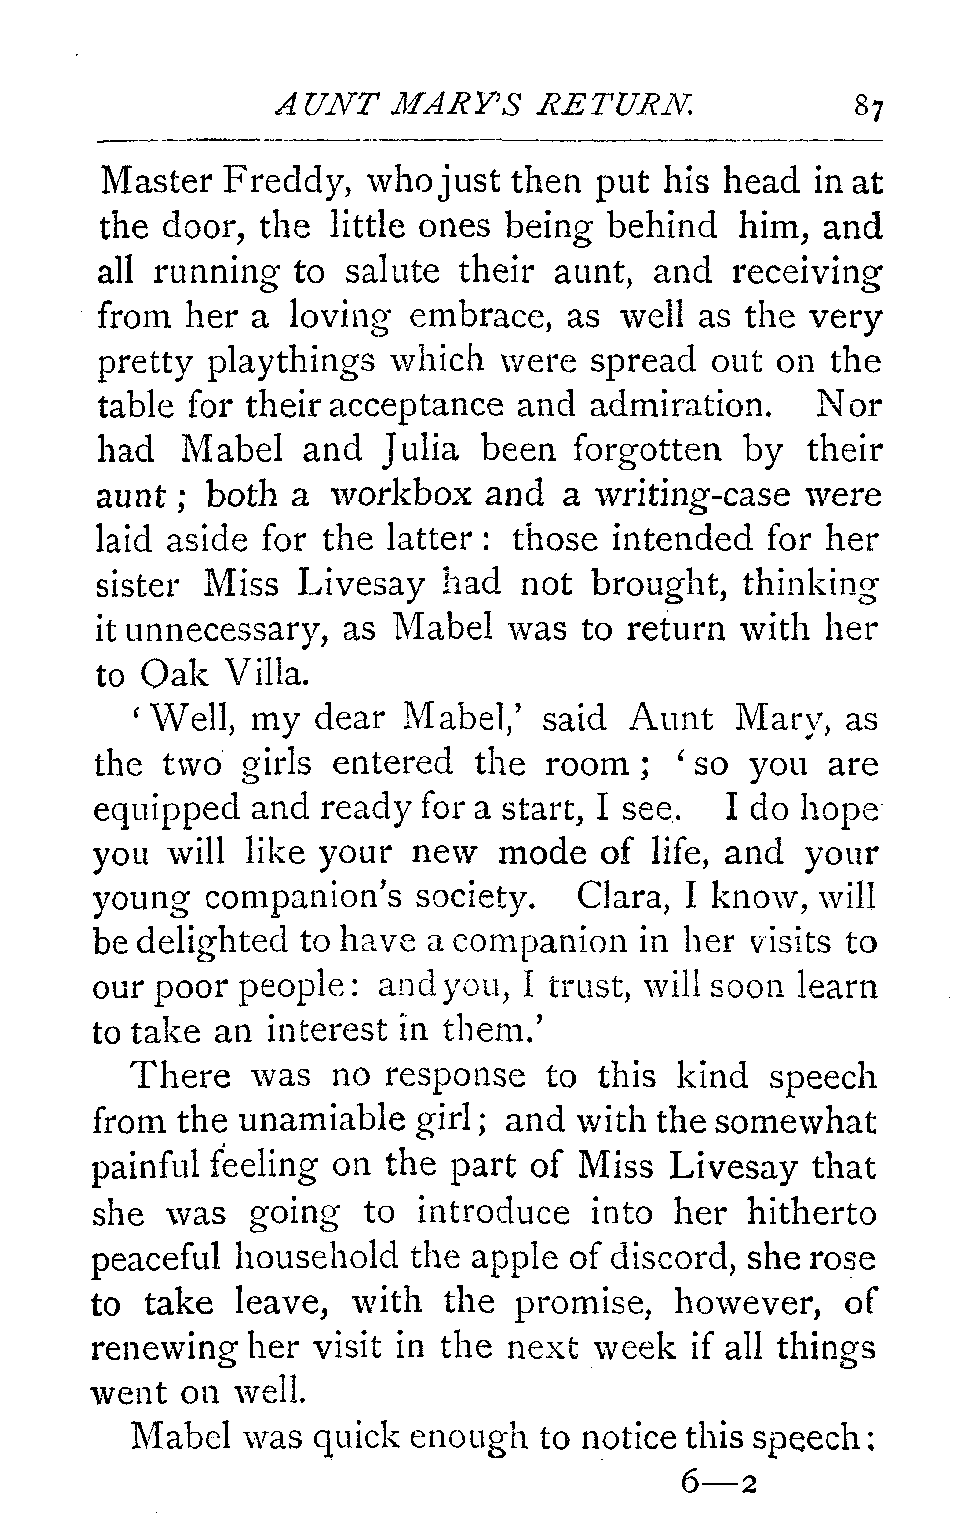 AUNT MARY'S RETURN. 87
Master Freddy, who just then put his head in at
the door, the little ones being behind him, and
all running to salute their aunt, and receiving
from her a loving embrace, as well as the very
pretty playthings which were spread out on the
table for their acceptance and admiration. Nor
had Mabel and Julia been forgotten by their
aunt ; both a workbox and a writing-case were
laid aside for the latter : those intended for her
sister Miss Livesay had not brought, thinking
it unnecessary, as Mabel was to return with her
to Oak Villa.
‘Well, my dear Mabel,’ said Aunt Mary, as
the two girls entered the room ; ‘so you are
equipped and ready for a start, I see. I do hope
you will like your new mode of life, and your
young companion's society. Clara, I know, will
be delighted to have a companion in her visits to
our poor people : and you, I trust, will soon learn
to take an interest in them.’
There was no response to this kind speech
from the unamiable girl ; and with the somewhat
painful feeling on the part of Miss Livesay that
she was going to introduce into her hitherto
peaceful household the apple of discord, she rose
to take leave, with the promise, however, of
renewing her visit in the next week if all things
went on well.
Mabel was quick enough to notice this speech :
6—2